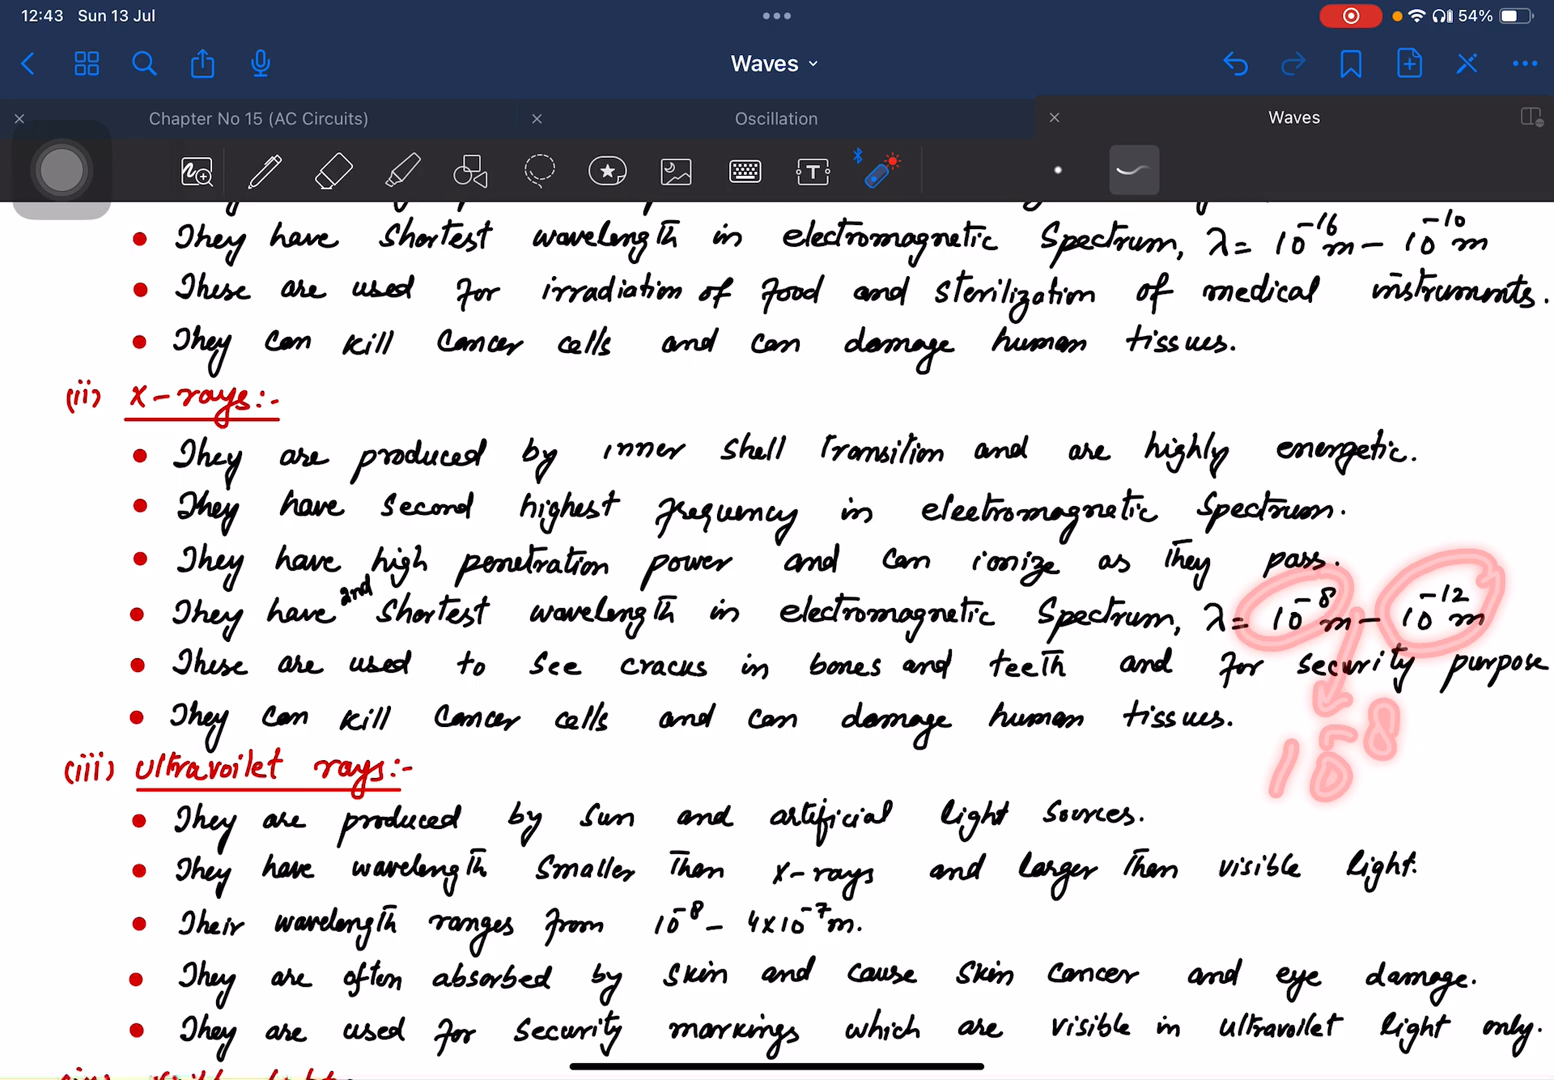 12:43 Sun 13 Jul
54%
Waves
Chapter No 15 (AC Circuits)
Oscillation
Waves
• They have shortest wavelength in electromagnetic spectrum, λ = 10⁻¹⁶m – 10⁻¹⁰m
• These are used for irradiation of food and sterilization of medical instruments.
• They can kill cancer cells and can damage human tissues.
(ii) X-rays:-
• They are produced by inner shell transition and are highly energetic.
• They have second highest frequency in electromagnetic spectrum.
• They have high penetration power and can ionize as they pass.
• They have 2nd shortest wavelength in electromagnetic spectrum, λ = 10⁻⁸m – 10⁻¹²m
• These are used to see cracks in bones and teeth and for security purpose
• They can kill cancer cells and can damage human tissues.
10⁻⁸
(iii) ultravoilet rays:-
• They are produced by sun and artificial light sources.
• They have wavelength smaller then x-rays and larger then visible light.
• Their wavelength ranges from 10⁻⁸ – 4x10⁻⁷m.
• They are often absorbed by skin and cause skin cancer and eye damage.
• They are used for security markings which are visible in ultravoilet light only.